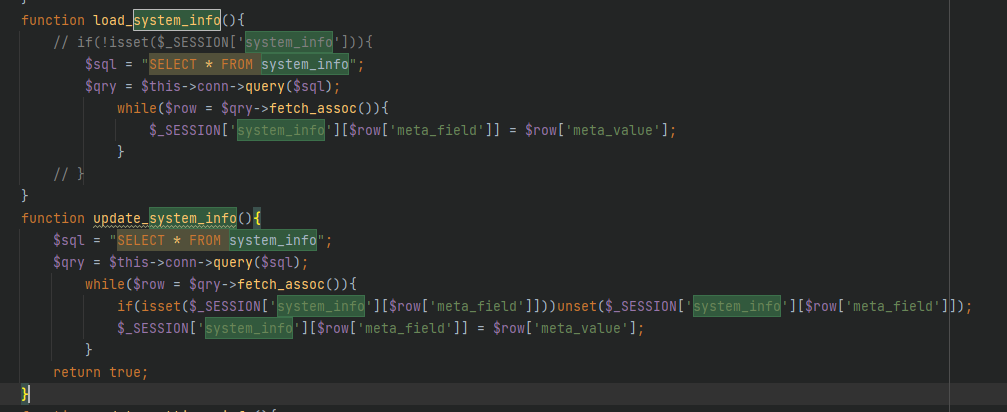 function load_system_info(){
// if(!isset($_SESSION['system_info'])){
$sql = "SELECT * FROM system_info";
$qry = $this->conn->query($sql);
while($row = $qry->fetch_assoc()){
$_SESSION['system_info'][$row['meta_field']] = $row['meta_value'];
}
// }
}
function update_system_info(){
$sql = "SELECT * FROM system_info";
$qry = $this->conn->query($sql);
while($row = $qry->fetch_assoc()){
if(isset($_SESSION['system_info'][$row['meta_field']]))unset($_SESSION['system_info'][$row['meta_field']]);
$_SESSION['system_info'][$row['meta_field']] = $row['meta_value'];
}
return true;
}